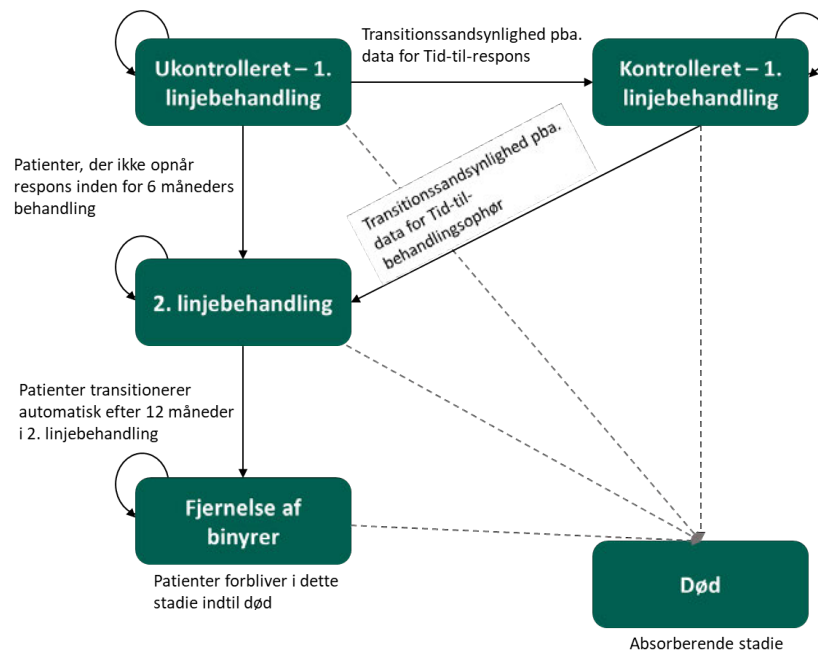 Transitionssandsynlighed pba.
data for Tid-til-respons
Ukontrolleret – 1.
linjebehandling
Kontrolleret – 1.
linjebehandling
Patienter, der ikke opnår
respons inden for 6 måneders
behandling
Transitionssandsynlighed pba.
data for Tid-til-
behandlingsophør
2. linjebehandling
Patienter transitionerer
automatisk efter 12 måneder
i 2. linjebehandling
Fjernelse af
binyrer
Patienter forbliver i dette
stadie indtil død
Død
Absorberende stadie